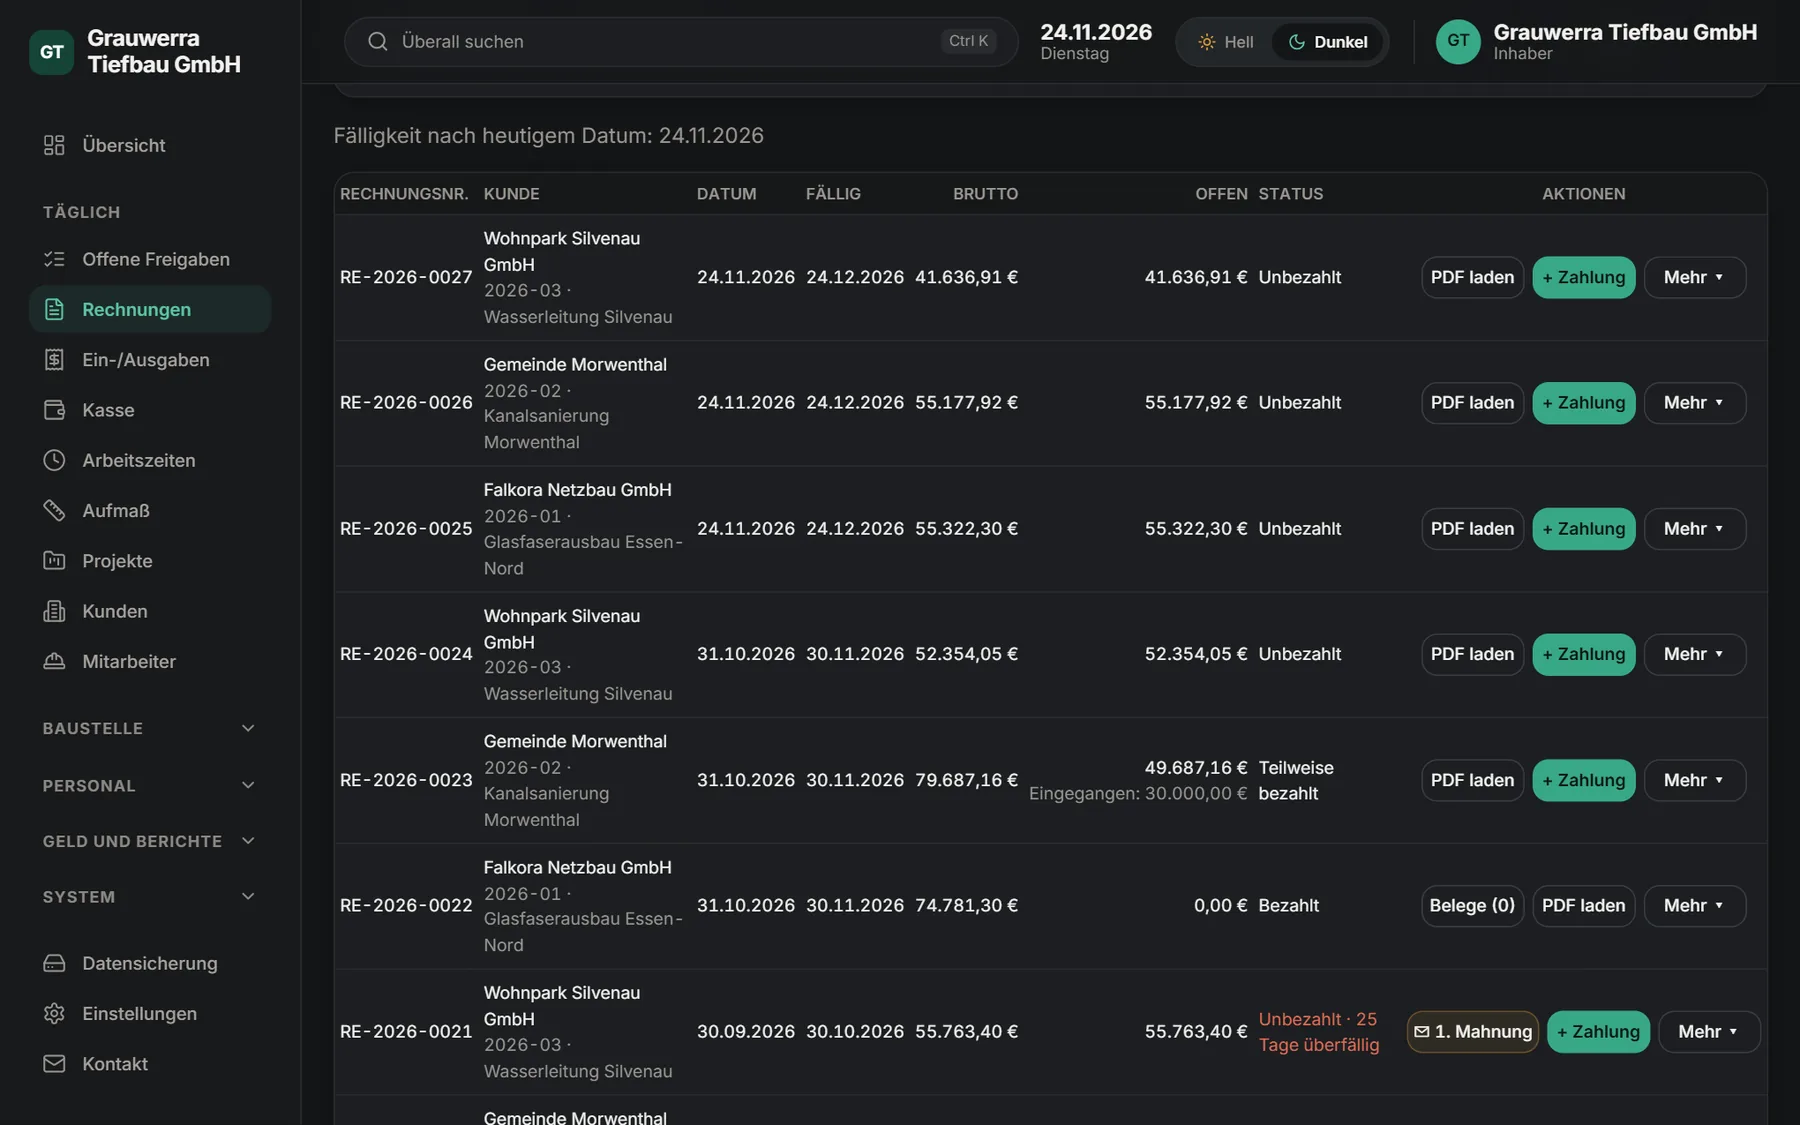 GT
Grauwerra
Tiefbau GmbH
Überall suchen
Ctrl K
24.11.2026
Dienstag
Hell
Dunkel
GT
Grauwerra Tiefbau GmbH
Inhaber
Übersicht
TÄGLICH
Offene Freigaben
Rechnungen
Ein-/Ausgaben
Kasse
Arbeitszeiten
Aufmaß
Projekte
Kunden
Mitarbeiter
BAUSTELLE
PERSONAL
GELD UND BERICHTE
SYSTEM
Datensicherung
Einstellungen
Kontakt
Fälligkeit nach heutigem Datum: 24.11.2026
RECHNUNGSNR. KUNDE DATUM FÄLLIG BRUTTO OFFEN STATUS AKTIONEN
Wohnpark Silvenau
GmbH
RE-2026-0027 24.11.2026 24.12.2026 41.636,91 € 41.636,91 € Unbezahlt PDF laden + Zahlung Mehr
2026-03 ·
Wasserleitung Silvenau
Gemeinde Morwenthal
2026-02 ·
RE-2026-0026 24.11.2026 24.12.2026 55.177,92 € 55.177,92 € Unbezahlt PDF laden + Zahlung Mehr
Kanalsanierung
Morwenthal
Falkora Netzbau GmbH
2026-01 ·
RE-2026-0025 24.11.2026 24.12.2026 55.322,30 € 55.322,30 € Unbezahlt PDF laden + Zahlung Mehr
Glasfaserausbau Essen-
Nord
Wohnpark Silvenau
GmbH
RE-2026-0024 31.10.2026 30.11.2026 52.354,05 € 52.354,05 € Unbezahlt PDF laden + Zahlung Mehr
2026-03 ·
Wasserleitung Silvenau
Gemeinde Morwenthal
2026-02 ·
RE-2026-0023 31.10.2026 30.11.2026 79.687,16 € 49.687,16 € Teilweise bezahlt PDF laden + Zahlung Mehr
Eingegangen: 30.000,00 €
Kanalsanierung
Morwenthal
Falkora Netzbau GmbH
2026-01 ·
RE-2026-0022 31.10.2026 30.11.2026 74.781,30 € 0,00 € Bezahlt Belege (0) PDF laden Mehr
Glasfaserausbau Essen-
Nord
Wohnpark Silvenau
GmbH
RE-2026-0021 30.09.2026 30.10.2026 55.763,40 € 55.763,40 € Unbezahlt · 25 Tage überfällig 1. Mahnung + Zahlung Mehr
2026-03 ·
Wasserleitung Silvenau
Gemeinde Morwenthal